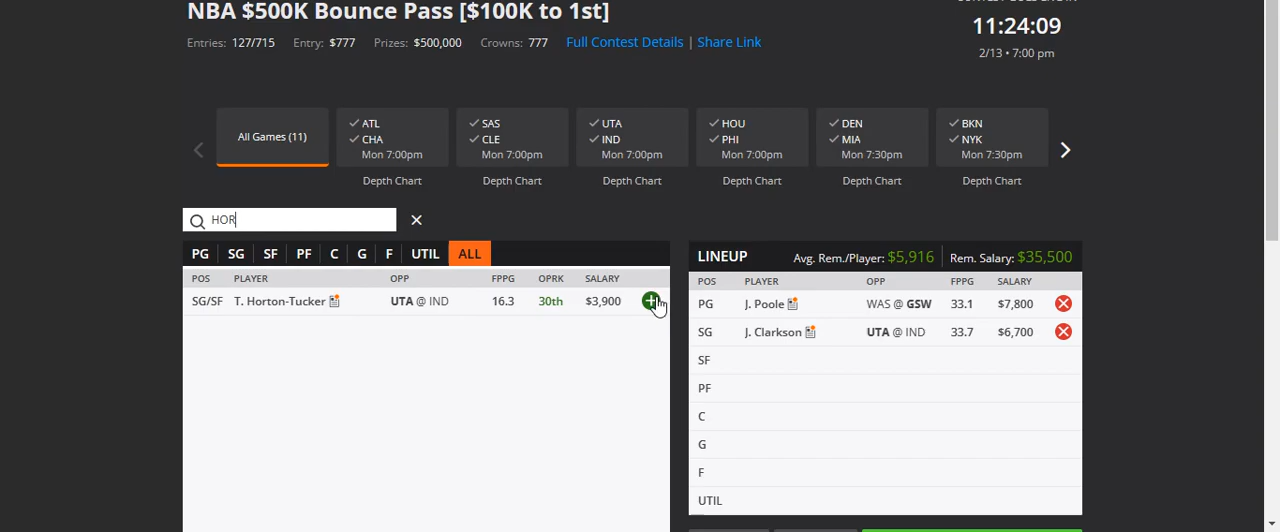 NBA $500K Bounce Pass [$100K to 1st]
11:24:09
Entries: 127/715 Entry: $777 Prizes: $500,000 Crowns: 777 Full Contest Details | Share Link
2/13 • 7:00 pm
All Games (11)
ATL
CHA
Mon 7:00pm
Depth Chart
SAS
CLE
Mon 7:00pm
Depth Chart
UTA
IND
Mon 7:00pm
Depth Chart
HOU
PHI
Mon 7:00pm
Depth Chart
DEN
MIA
Mon 7:30pm
Depth Chart
BKN
NYK
Mon 7:30pm
Depth Chart
HOR
PG SG SF PF C G F UTIL ALL
POS PLAYER OPP FPPG OPRK SALARY
SG/SF T. Horton-Tucker UTA @ IND 16.3 30th $3,900
LINEUP Avg. Rem./Player: $5,916 Rem. Salary: $35,500
POS PLAYER OPP FPPG SALARY
PG J. Poole WAS @ GSW 33.1 $7,800
SG J. Clarkson UTA @ IND 33.7 $6,700
SF
PF
C
G
F
UTIL